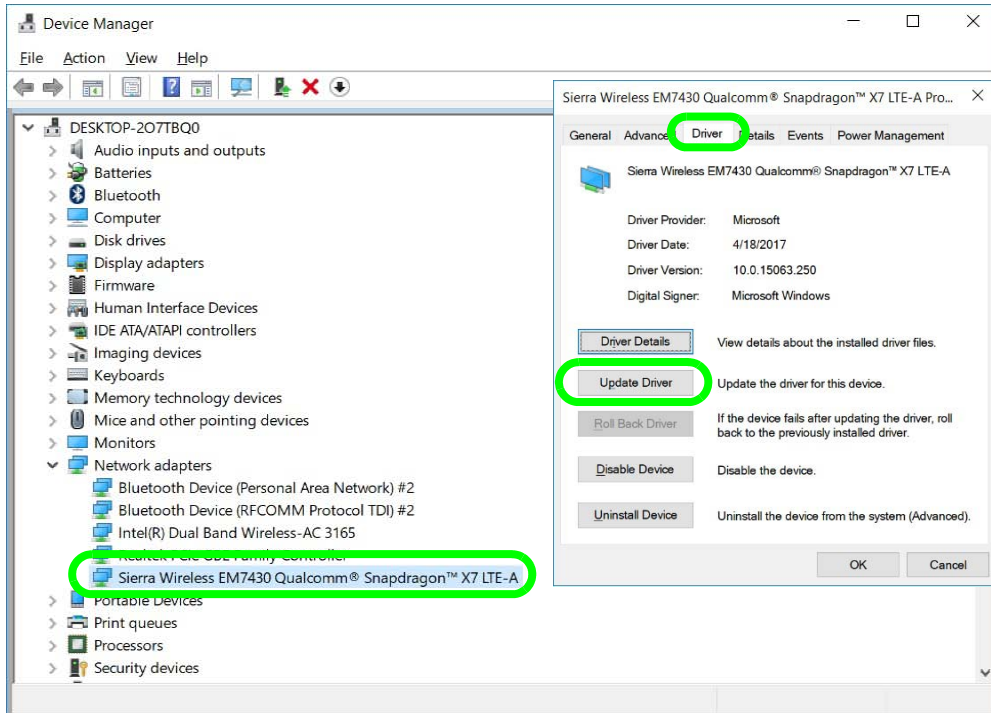 Device Manager
File Action View Help
DESKTOP-2O7TBQ0
Audio inputs and outputs
Batteries
Bluetooth
Computer
Disk drives
Display adapters
Firmware
Human Interface Devices
IDE ATA/ATAPI controllers
Imaging devices
Keyboards
Memory technology devices
Mice and other pointing devices
Monitors
Network adapters
Bluetooth Device (Personal Area Network) #2
Bluetooth Device (RFCOMM Protocol TDI) #2
Intel(R) Dual Band Wireless-AC 3165
Realtek PCIe GBE Family Controller
Sierra Wireless EM7430 Qualcomm® Snapdragon™ X7 LTE-A
Portable Devices
Print queues
Processors
Security devices
Sierra Wireless EM7430 Qualcomm® Snapdragon™ X7 LTE-A Pro...
General Advanced Driver Details Events Power Management
Sierra Wireless EM7430 Qualcomm® Snapdragon™ X7 LTE-A
Driver Provider: Microsoft
Driver Date: 4/18/2017
Driver Version: 10.0.15063.250
Digital Signer: Microsoft Windows
Driver Details View details about the installed driver files.
Update Driver Update the driver for this device.
Roll Back Driver If the device fails after updating the driver, roll
back to the previously installed driver.
Disable Device Disable the device.
Uninstall Device Uninstall the device from the system (Advanced).
OK Cancel